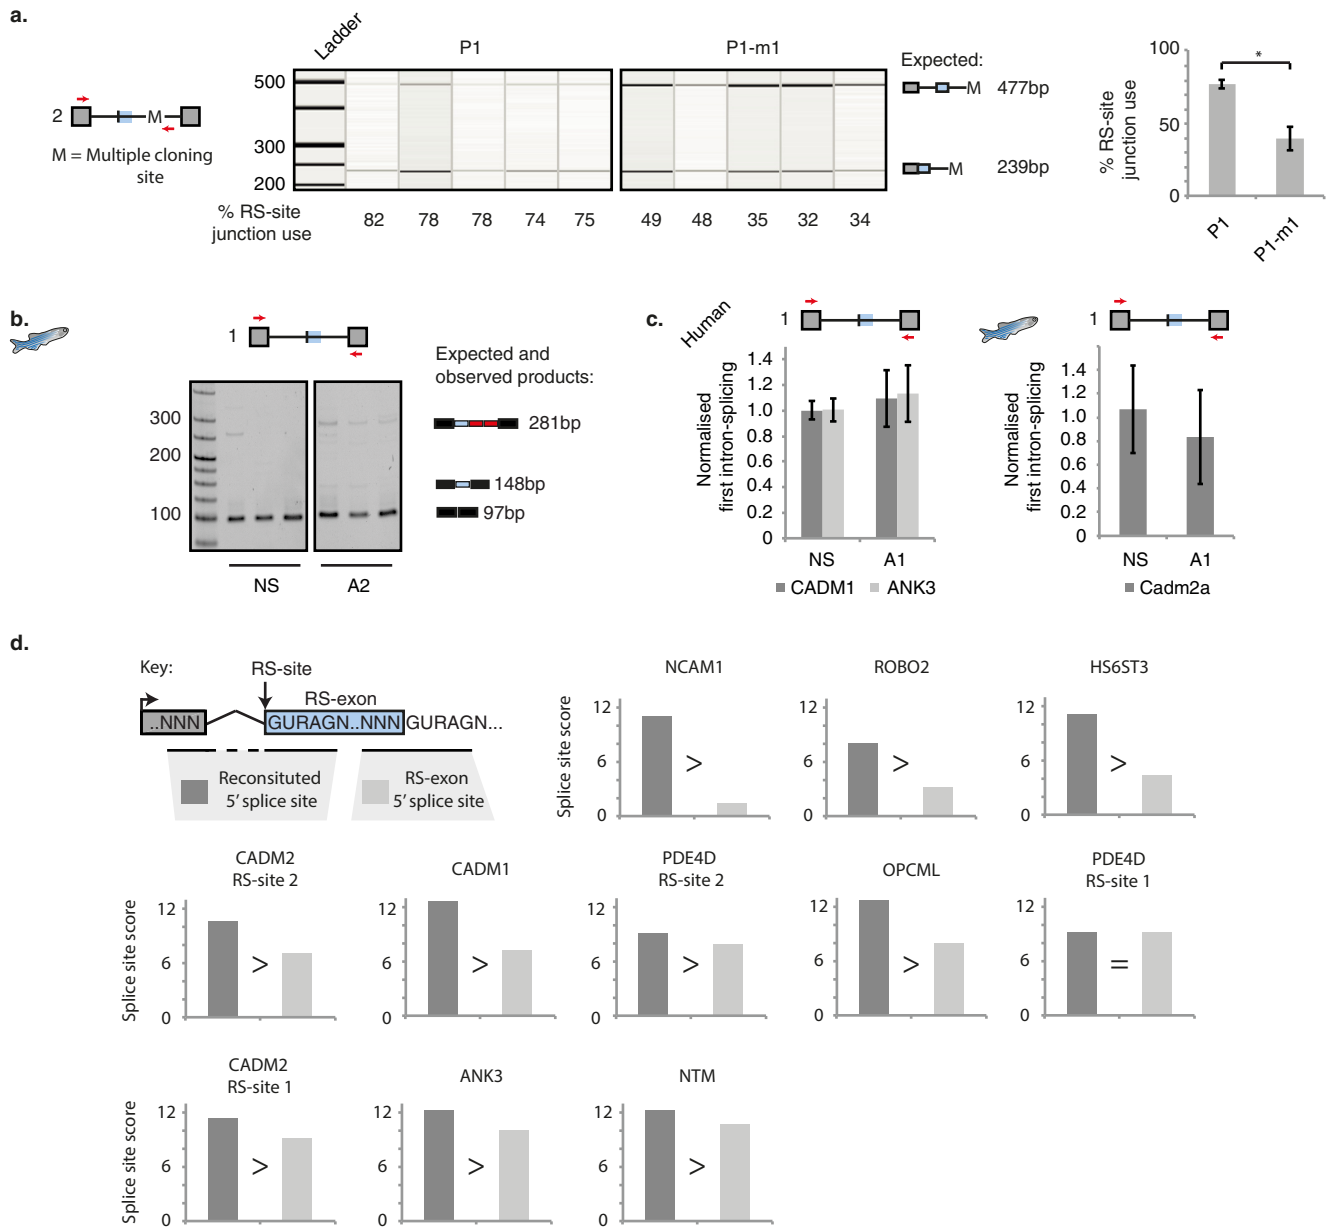 a.
Ladder
P1
P1-m1
Expected:
500
300
200
2
M
M = Multiple cloning
site
M 477bp
M 239bp
% RS-site
junction use
82 78 78 74 75 49 48 35 32 34
% RS-site
junction use
100
50
0
*
P1
P1-m1
b.
1
300
200
100
NS
A2
Expected and
observed products:
281bp
148bp
97bp
c.
Human
1
Normalised
first intron-splicing
1.4
1.2
1.0
0.8
0.6
0.4
0.2
0
NS
A1
CADM1
ANK3
1
Normalised
first intron-splicing
1.4
1.2
1.0
0.8
0.6
0.4
0.2
0
NS
A1
Cadm2a
d.
Key:
RS-site
RS-exon
..NNN
GURAGN..NNN
GURAGN...
Reconsituted
5' splice site
RS-exon
5' splice site
NCAM1
Splice site score
12
6
0
>
ROBO2
12
6
0
>
HS6ST3
12
6
0
>
CADM2
RS-site 2
Splice site score
12
6
0
>
CADM1
12
6
0
>
PDE4D
RS-site 2
12
6
0
>
OPCML
12
6
0
>
PDE4D
RS-site 1
12
6
0
=
CADM2
RS-site 1
Splice site score
12
6
0
>
ANK3
12
6
0
>
NTM
12
6
0
>